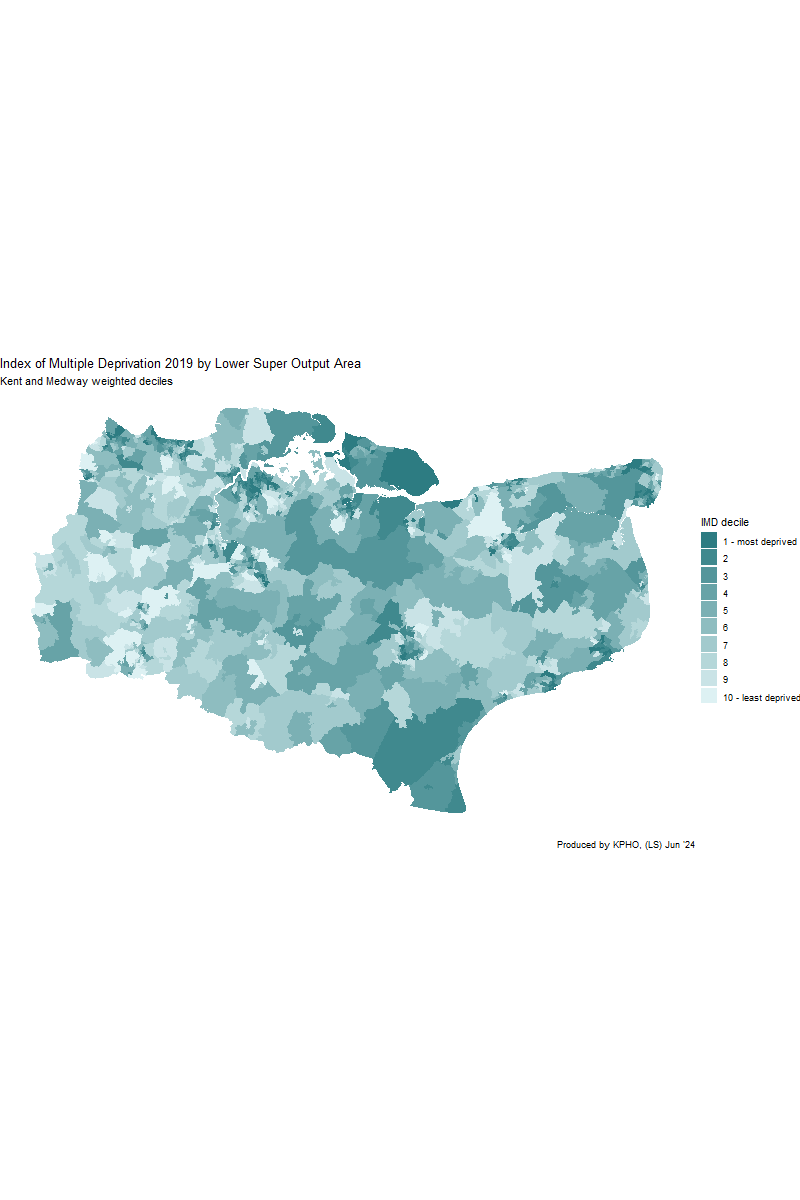 Index of Multiple Deprivation 2019 by Lower Super Output Area
Kent and Medway weighted deciles
IMD decile
1 - most deprived
2
3
4
5
6
7
8
9
10 - least deprived
Produced by KPHO, (LS) Jun '24